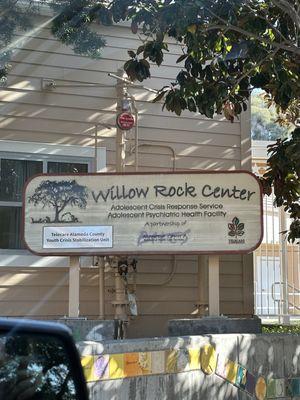 Willow Rock Center
Adolescent Crisis Response Service
Adolescent Psychiatric Health Facility
a partnership of
Telecare Alameda County
Youth Crisis Stabilization Unit
TELECARE